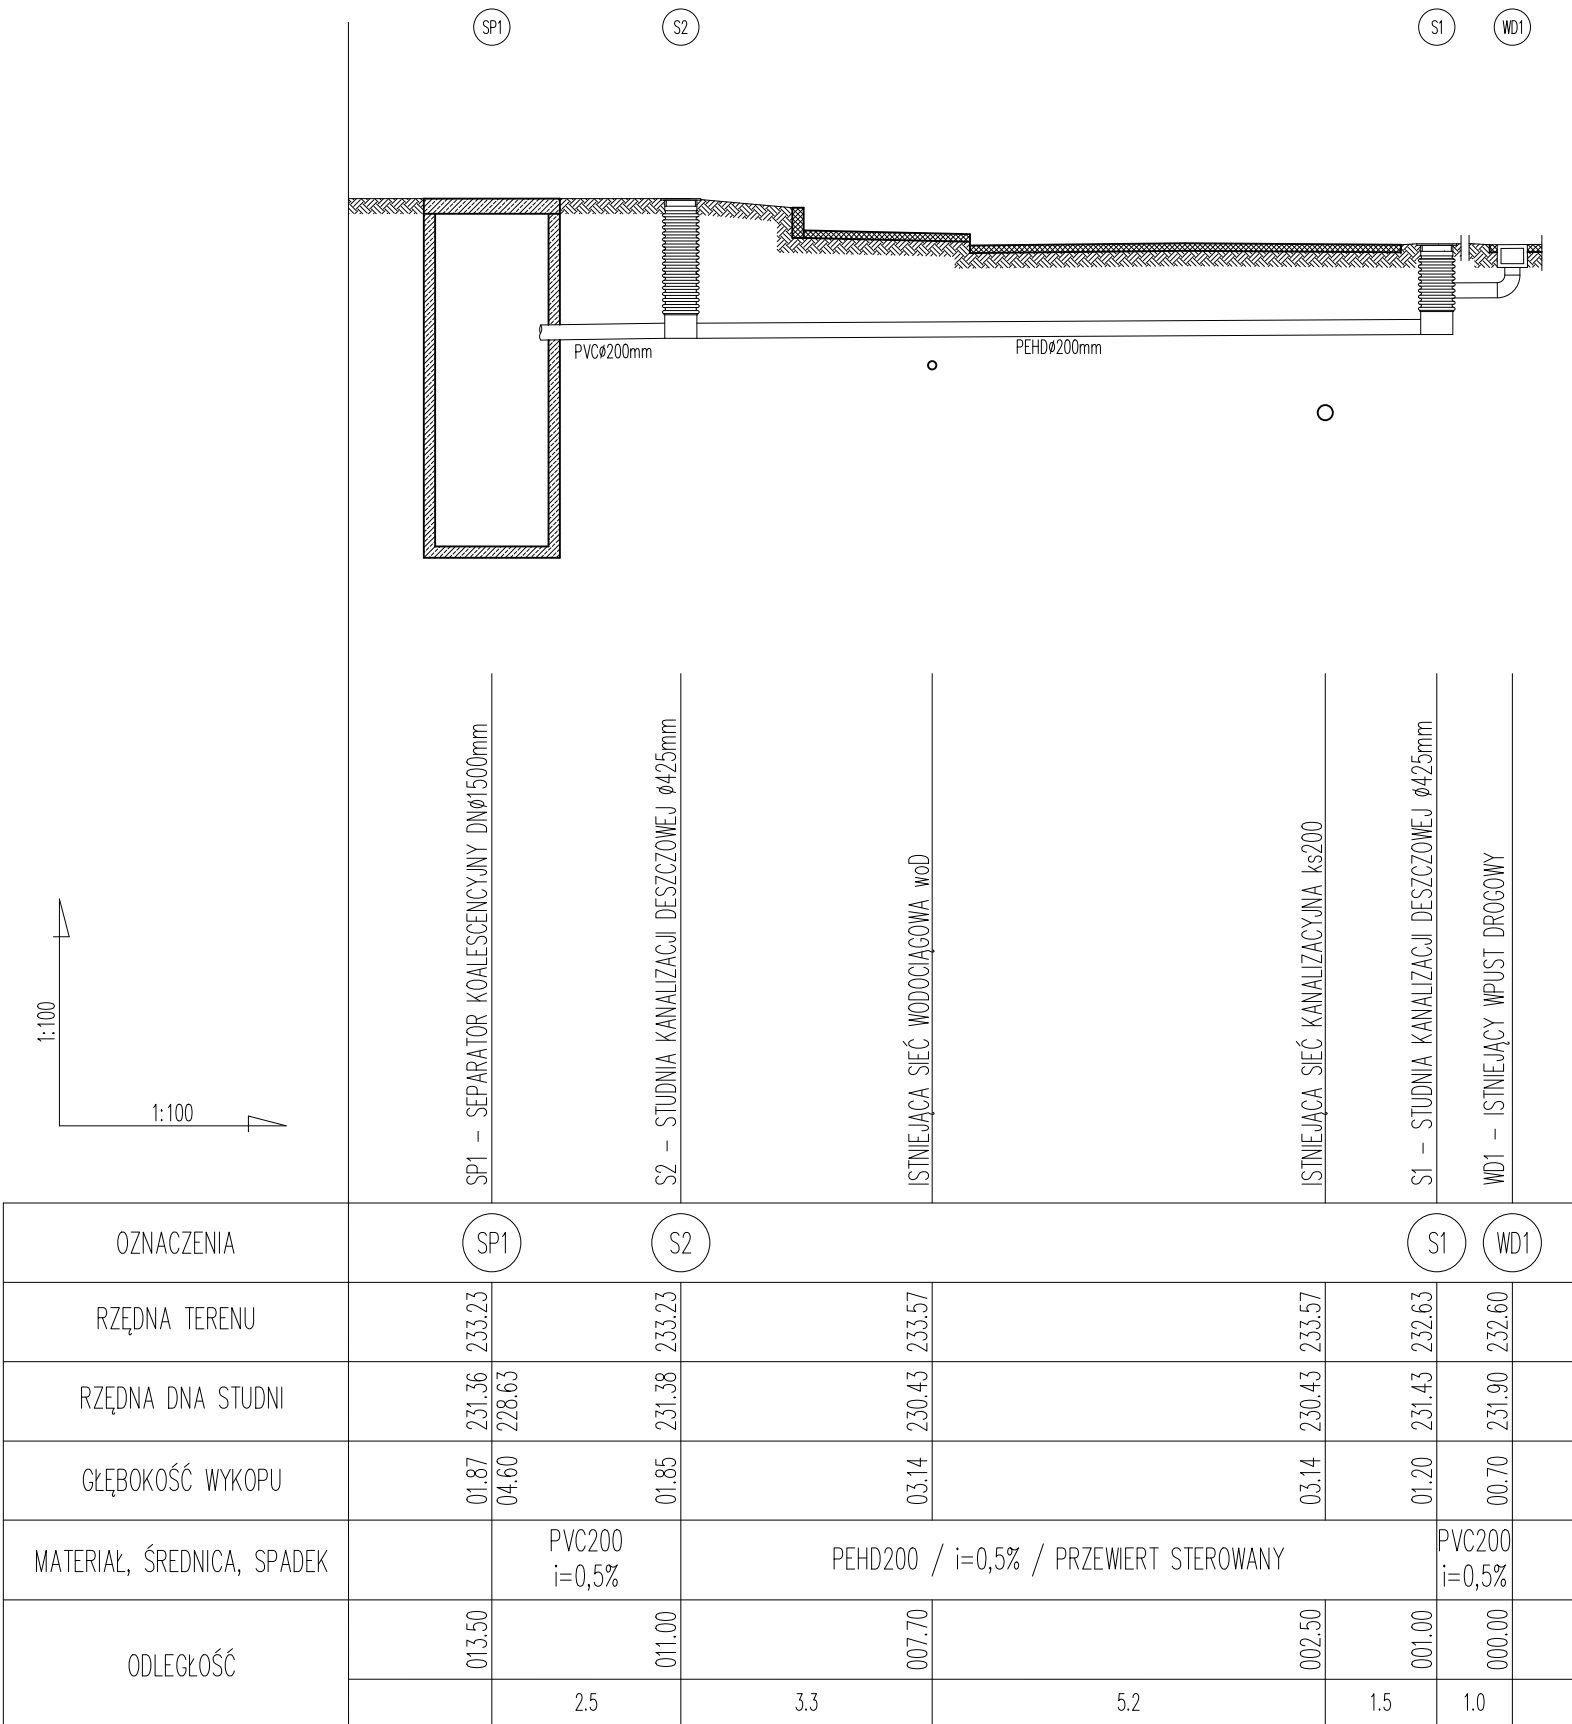 SP1 S2 S1 WD1
PVCø200mm
PEHDø200mm
SP1 – SEPARATOR KOALESCENCYJNY DNø1500mm
S2 – STUDNIA KANALIZACJI DESZCZOWEJ ø425mm
ISTNIEJĄCA SIEĆ WODOCIĄGOWA woD
ISTNIEJĄCA SIEĆ KANALIZACYJNA ks200
S1 – STUDNIA KANALIZACJI DESZCZOWEJ ø425mm
WD1 – ISTNIEJĄCY WPUST DROGOWY
1:100
1:100
OZNACZENIA SP1 S2 S1 WD1
RZĘDNA TERENU 233.23 233.23 233.57 233.57 232.63 232.60
RZĘDNA DNA STUDNI 231.36 228.63 231.38 230.43 230.43 231.43 231.90
GŁĘBOKOŚĆ WYKOPU 01.87 04.60 01.85 03.14 03.14 01.20 00.70
MATERIAŁ, ŚREDNICA, SPADEK
PVC200
i=0,5%
PEHD200 / i=0,5% / PRZEWIERT STEROWANY
PVC200
i=0,5%
ODLEGŁOŚĆ 013.50 011.00 007.70 002.50 001.00 000.00
2.5 3.3 5.2 1.5 1.0